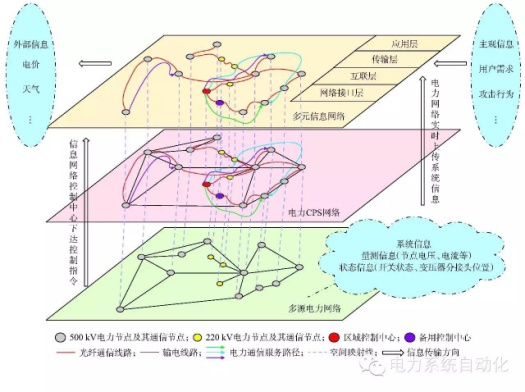 外部信息
电价
天气
⋮
应用层
传输层
互联层
网络接口层
多元信息网络
主观信息
用户需求
攻击行为
⋮
信息网络控制中心下达控制指令
电力网络实时上传系统信息
电力CPS网络
系统信息
量测信息(节点电压、电流等)
状态信息(开关状态、变压器分接头位置)
多源电力网络
500 kV电力节点及其通信节点; 220 kV电力节点及其通信节点; 区域控制中心; 备用控制中心;
光纤通信线路; 输电线路; 电力通信服务路径; 空间映射线; 信息传输方向
电力系统自动化